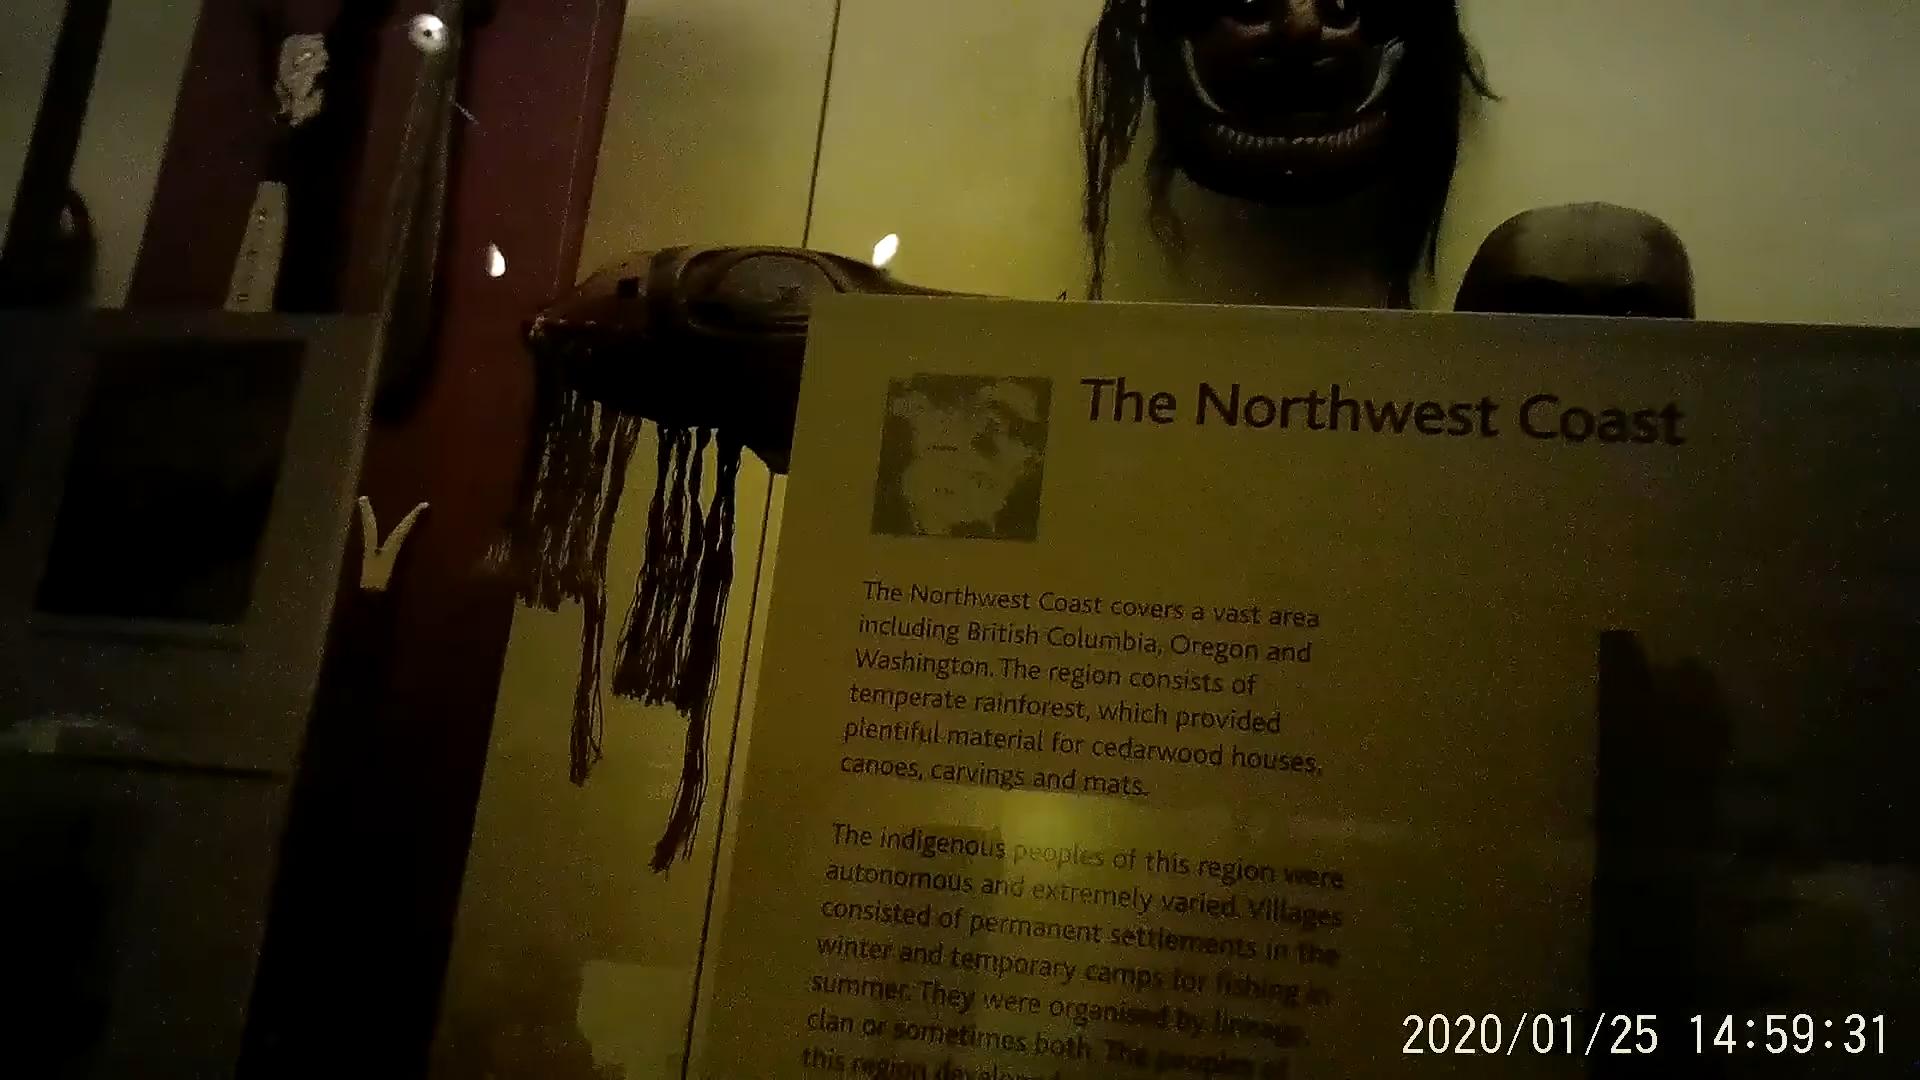 The Northwest Coast
The Northwest Coast covers a vast area
including British Columbia, Oregon and
Washington. The region consists of
temperate rainforest, which provided
plentiful material for cedarwood houses,
canoes, carvings and mats.
The indigenous peoples of this region were
autonomous and extremely varied. Villages
consisted of permanent settlements in the
winter and temporary camps for fishing in
summer. They were organised by lineage,
clan or sometimes both. The peoples of
this region
2020/01/25 14:59:31